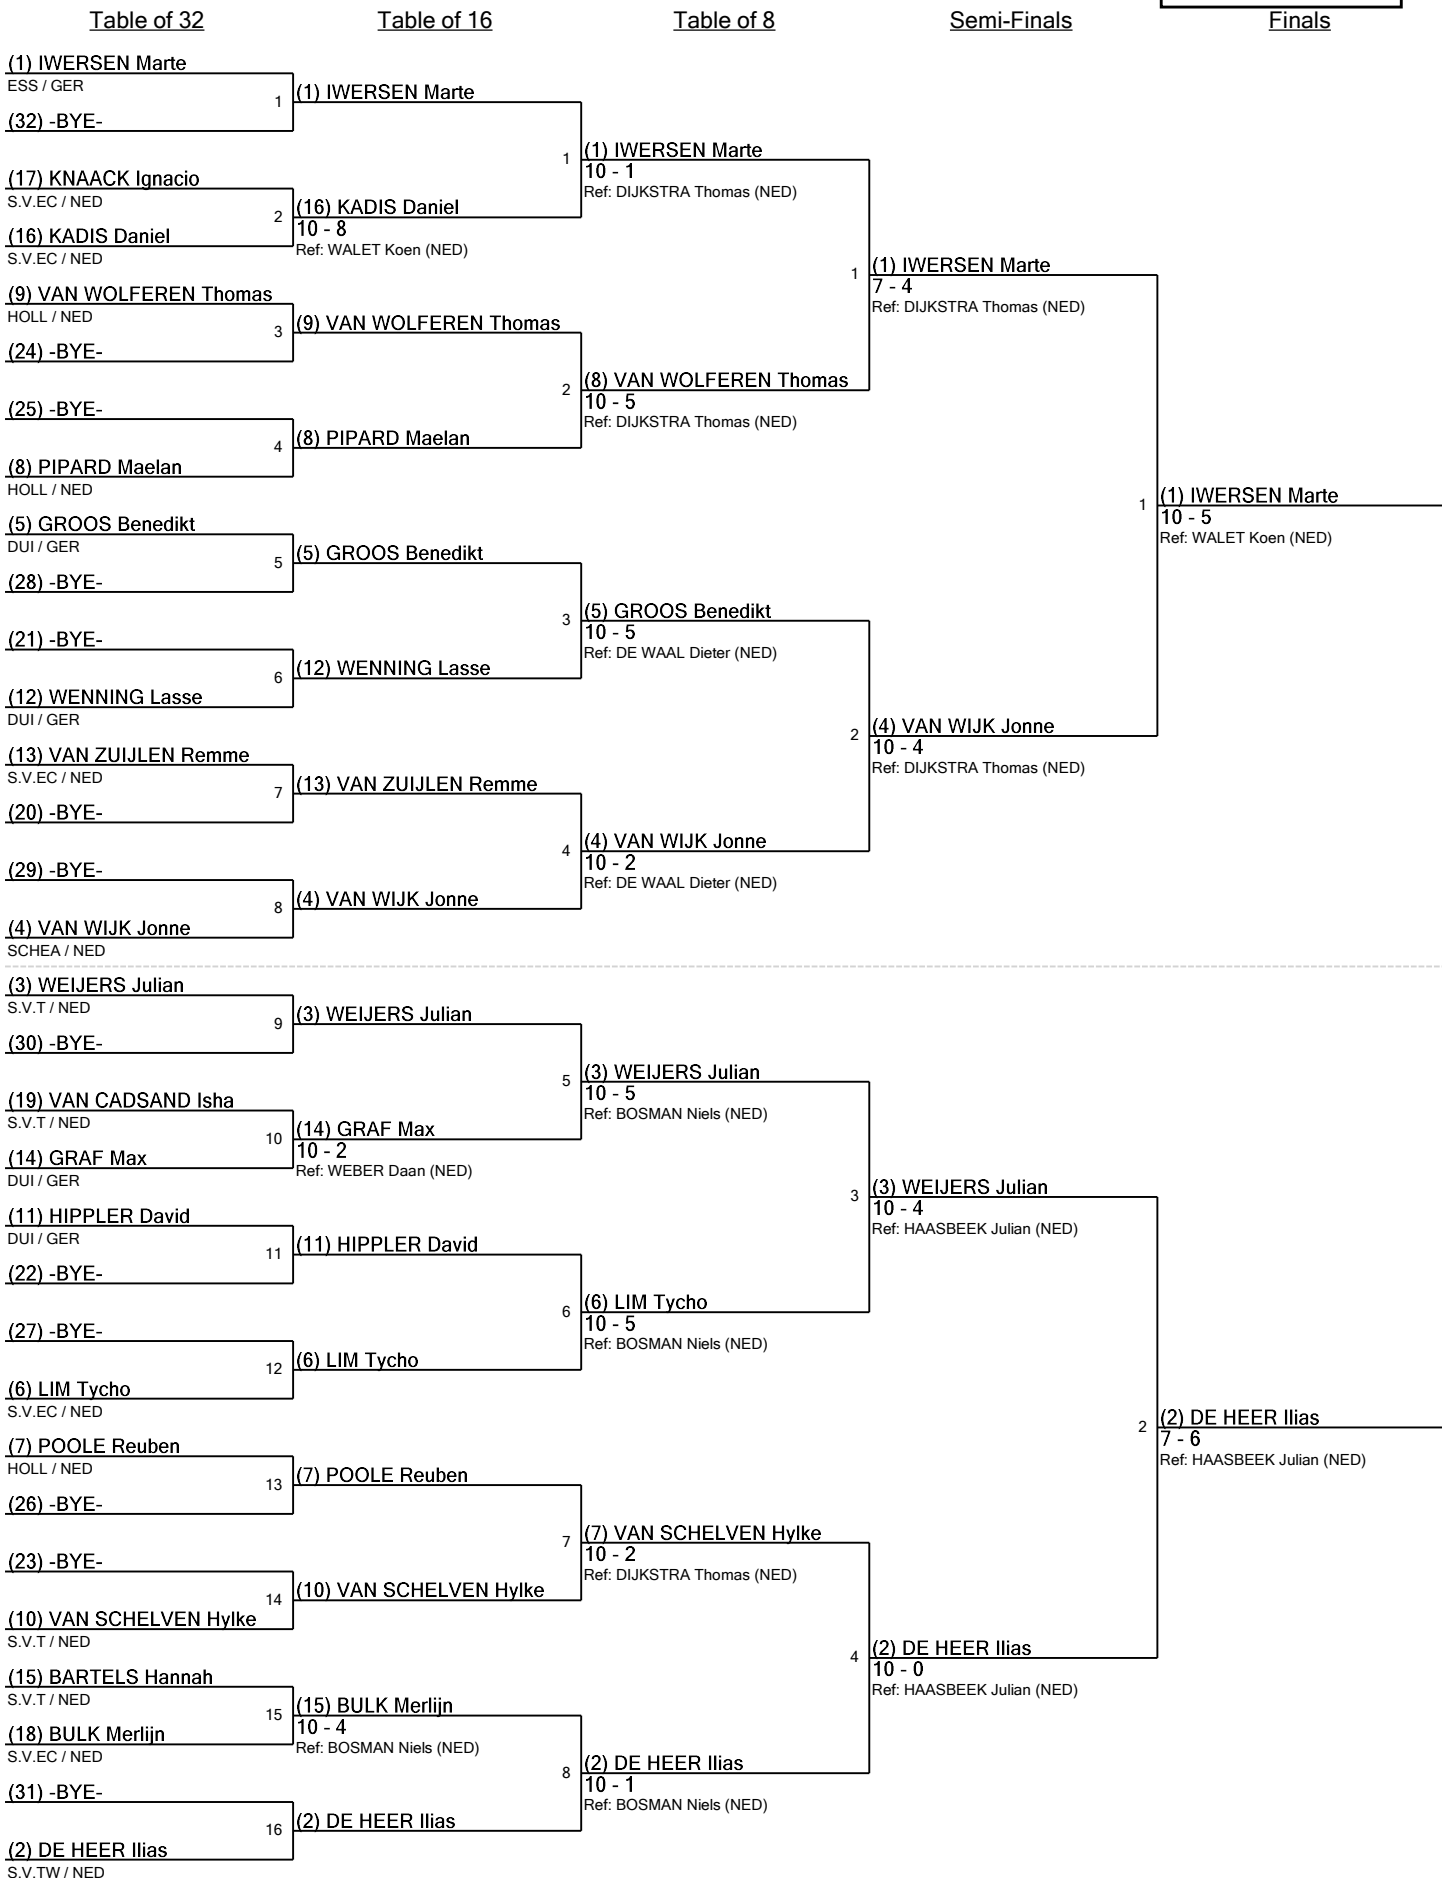 Table of 32
Table of 16
Table of 8
Semi-Finals
Finals
(1) IWERSEN Marte
ESS / GER
1
(32) -BYE-
(17) KNAACK Ignacio
S.V.EC / NED
2
(16) KADIS Daniel
S.V.EC / NED
(9) VAN WOLFEREN Thomas
HOLL / NED
3
(24) -BYE-
(25) -BYE-
4
(8) PIPARD Maelan
HOLL / NED
(5) GROOS Benedikt
DUI / GER
5
(28) -BYE-
(21) -BYE-
6
(12) WENNING Lasse
DUI / GER
(13) VAN ZUIJLEN Remme
S.V.EC / NED
7
(20) -BYE-
(29) -BYE-
8
(4) VAN WIJK Jonne
SCHEA / NED
(3) WEIJERS Julian
S.V.T / NED
9
(30) -BYE-
(19) VAN CADSAND Isha
S.V.T / NED
10
(14) GRAF Max
DUI / GER
(11) HIPPLER David
DUI / GER
11
(22) -BYE-
(27) -BYE-
12
(6) LIM Tycho
S.V.EC / NED
(7) POOLE Reuben
HOLL / NED
13
(26) -BYE-
(23) -BYE-
14
(10) VAN SCHELVEN Hylke
S.V.T / NED
(15) BARTELS Hannah
S.V.T / NED
15
(18) BULK Merlijn
S.V.EC / NED
(31) -BYE-
16
(2) DE HEER Ilias
S.V.TW / NED
(1) IWERSEN Marte
1
(16) KADIS Daniel
10 - 8
Ref: WALET Koen (NED)
(9) VAN WOLFEREN Thomas
2
(8) PIPARD Maelan
(5) GROOS Benedikt
3
(12) WENNING Lasse
(13) VAN ZUIJLEN Remme
4
(4) VAN WIJK Jonne
(3) WEIJERS Julian
5
(14) GRAF Max
10 - 2
Ref: WEBER Daan (NED)
(11) HIPPLER David
6
(6) LIM Tycho
(7) POOLE Reuben
7
(10) VAN SCHELVEN Hylke
(15) BULK Merlijn
10 - 4
Ref: BOSMAN Niels (NED)
8
(2) DE HEER Ilias
(1) IWERSEN Marte
10 - 1
Ref: DIJKSTRA Thomas (NED)
1
(8) VAN WOLFEREN Thomas
10 - 5
Ref: DIJKSTRA Thomas (NED)
(5) GROOS Benedikt
10 - 5
Ref: DE WAAL Dieter (NED)
2
(4) VAN WIJK Jonne
10 - 2
Ref: DE WAAL Dieter (NED)
(3) WEIJERS Julian
10 - 5
Ref: BOSMAN Niels (NED)
3
(6) LIM Tycho
10 - 5
Ref: BOSMAN Niels (NED)
(7) VAN SCHELVEN Hylke
10 - 2
Ref: DIJKSTRA Thomas (NED)
4
(2) DE HEER Ilias
10 - 1
Ref: BOSMAN Niels (NED)
(1) IWERSEN Marte
7 - 4
Ref: DIJKSTRA Thomas (NED)
1
(4) VAN WIJK Jonne
10 - 4
Ref: DIJKSTRA Thomas (NED)
(3) WEIJERS Julian
10 - 4
Ref: HAASBEEK Julian (NED)
2
(2) DE HEER Ilias
10 - 0
Ref: HAASBEEK Julian (NED)
(1) IWERSEN Marte
10 - 5
Ref: WALET Koen (NED)
(2) DE HEER Ilias
7 - 6
Ref: HAASBEEK Julian (NED)